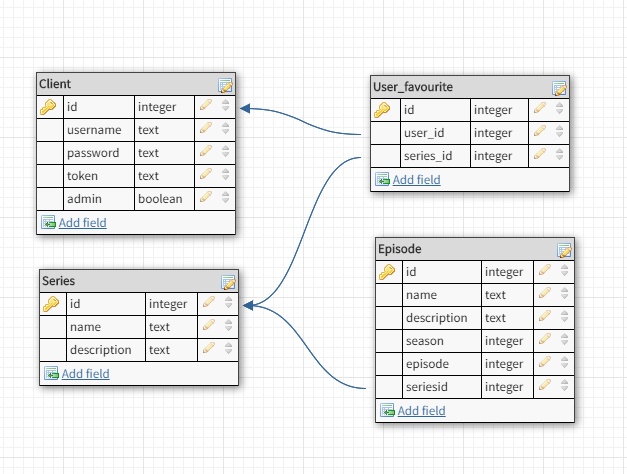 Client
id integer
username text
password text
token text
admin boolean
Add field
User_favourite
id integer
user_id integer
series_id integer
Add field
Series
id integer
name text
description text
Add field
Episode
id integer
name text
description text
season integer
episode integer
seriesid integer
Add field